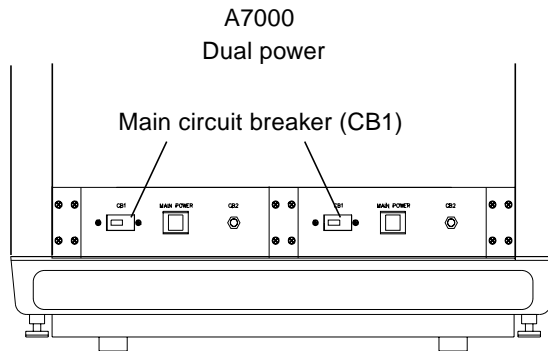 A7000
Dual power
Main circuit breaker (CB1)
CB1 MAIN POWER CB2 CB1 MAIN POWER CB2